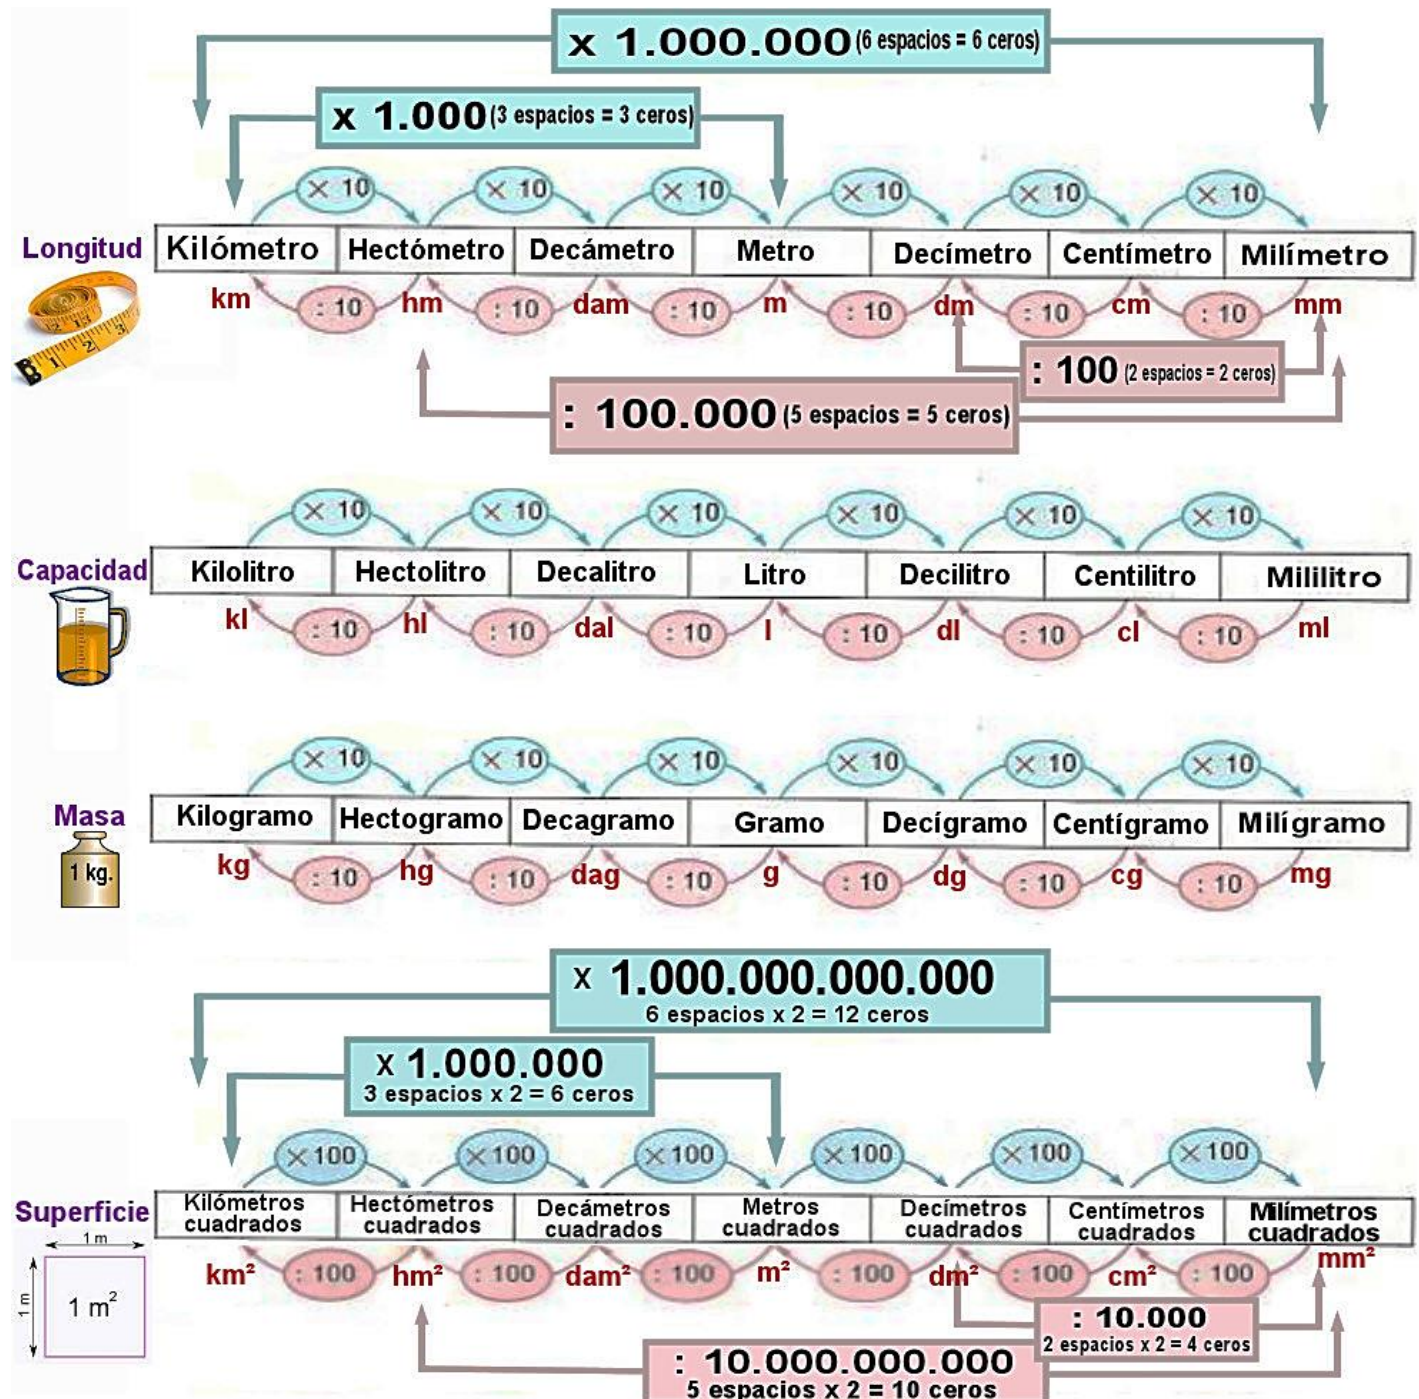 x 1.000.000 (6 espacios = 6 ceros)
x 1.000 (3 espacios = 3 ceros)
× 10 × 10 × 10 × 10 × 10 × 10
Longitud
Kilómetro Hectómetro Decámetro Metro Decímetro Centímetro Milímetro
km : 10 hm : 10 dam : 10 m : 10 dm : 10 cm : 10 mm
: 100 (2 espacios = 2 ceros)
: 100.000 (5 espacios = 5 ceros)
× 10 × 10 × 10 × 10 × 10 × 10
Capacidad
Kilolitro Hectolitro Decalitro Litro Decilitro Centilitro Mililitro
kl : 10 hl : 10 dal : 10 l : 10 dl : 10 cl : 10 ml
× 10 × 10 × 10 × 10 × 10 × 10
Masa
1 kg.
Kilogramo Hectogramo Decagramo Gramo Decígramo Centígramo Milígramo
kg : 10 hg : 10 dag : 10 g : 10 dg : 10 cg : 10 mg
x 1.000.000.000.000
6 espacios x 2 = 12 ceros
x 1.000.000
3 espacios x 2 = 6 ceros
× 100 × 100 × 100 × 100 × 100 × 100
Superficie
Kilómetros cuadrados Hectómetros cuadrados Decámetros cuadrados Metros cuadrados Decímetros cuadrados Centímetros cuadrados Milímetros cuadrados
km² : 100 hm² : 100 dam² : 100 m² : 100 dm² : 100 cm² : 100 mm²
1 m
1 m
1 m²
: 10.000
2 espacios x 2 = 4 ceros
: 10.000.000.000
5 espacios x 2 = 10 ceros